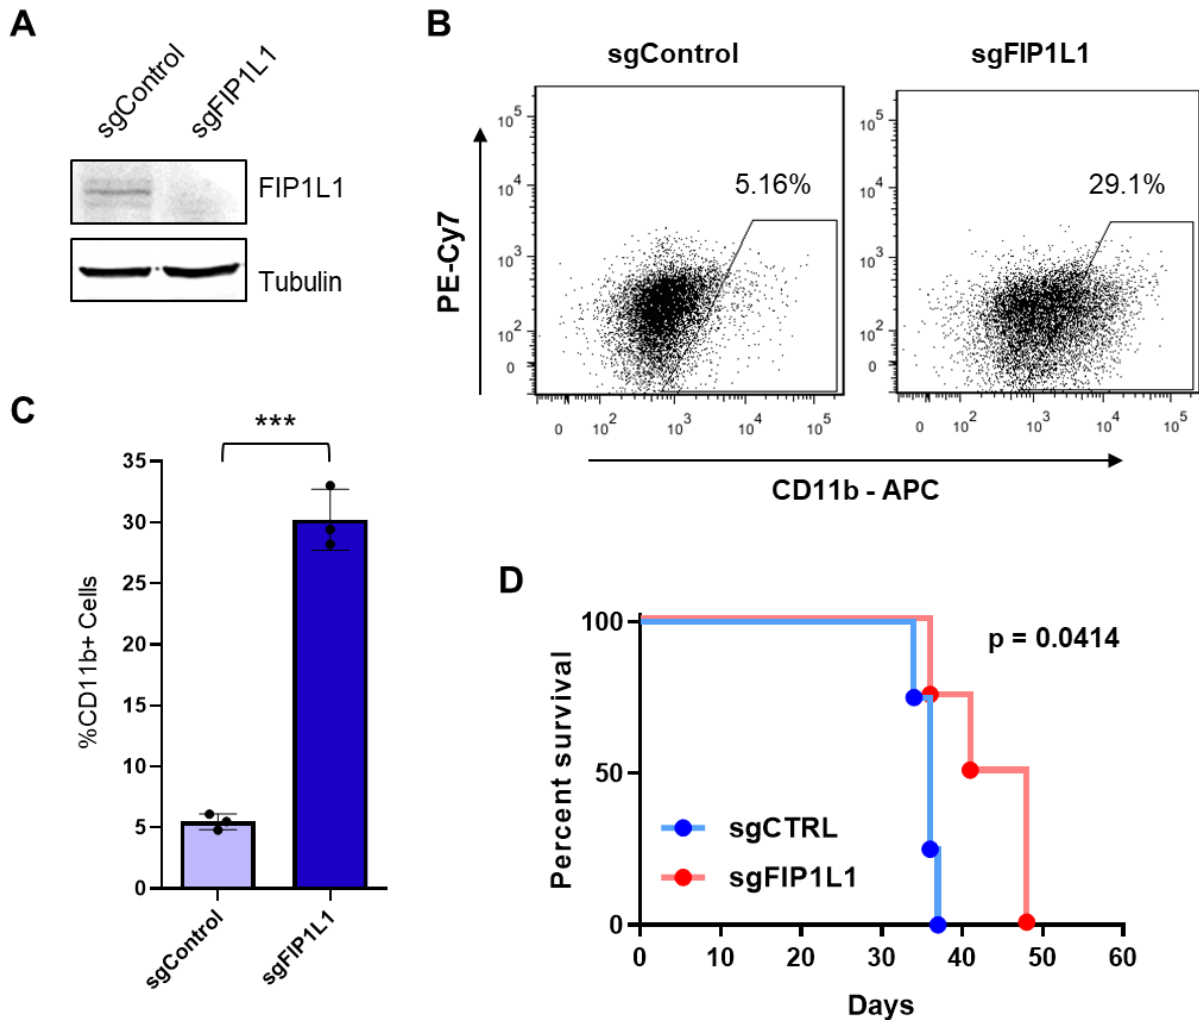 A
sgControl
sgFIP1L1
FIP1L1
Tubulin
B
sgControl
sgFIP1L1
10^5
10^4
10^3
10^2
0
5.16%
0 10^2 10^3 10^4 10^5
10^5
10^4
10^3
10^2
0
29.1%
0 10^2 10^3 10^4 10^5
PE-Cy7
CD11b - APC
C
***
35
30
25
20
15
10
5
0
%CD11b+ Cells
sgControl
sgFIP1L1
D
100
50
0
Percent survival
p = 0.0414
sgCTRL
sgFIP1L1
0 10 20 30 40 50 60
Days